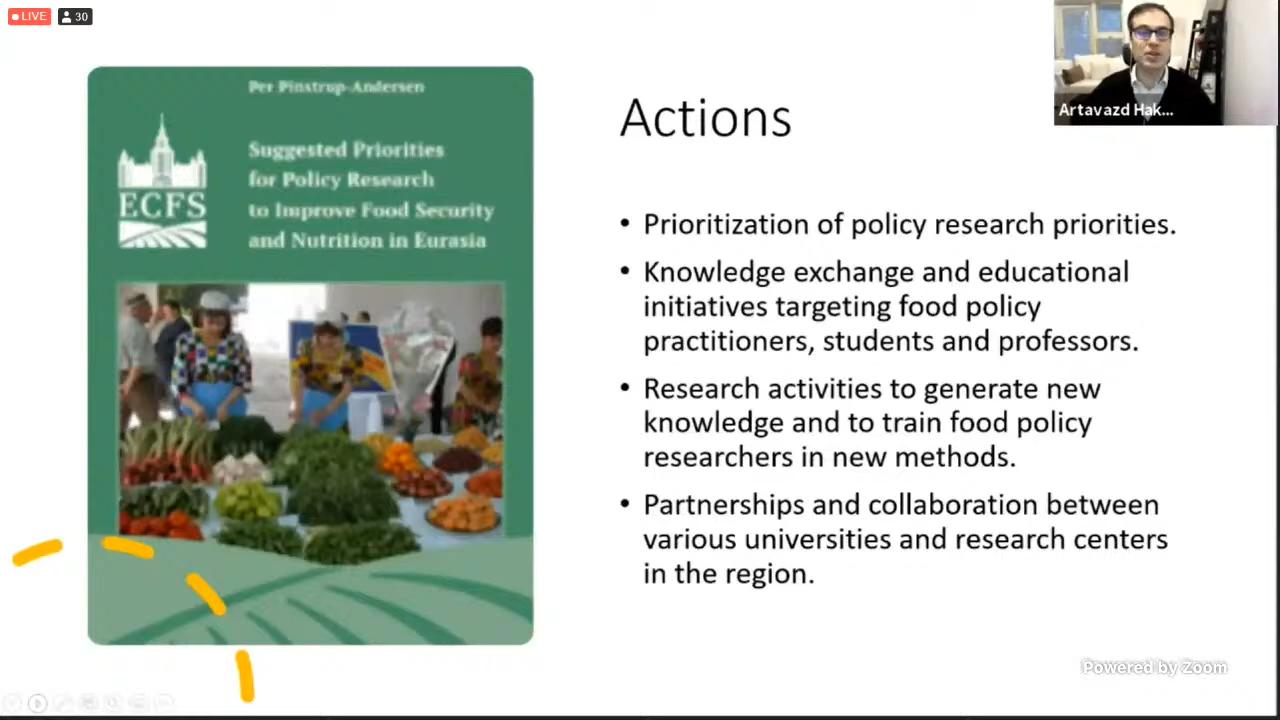 LIVE
30
Per Pinstrup-Andersen
Suggested Priorities
for Policy Research
to Improve Food Security
and Nutrition in Eurasia
ECFS
Actions
• Prioritization of policy research priorities.
• Knowledge exchange and educational
initiatives targeting food policy
practitioners, students and professors.
• Research activities to generate new
knowledge and to train food policy
researchers in new methods.
• Partnerships and collaboration between
various universities and research centers
in the region.
Artavazd Hak...
Powered by Zoom